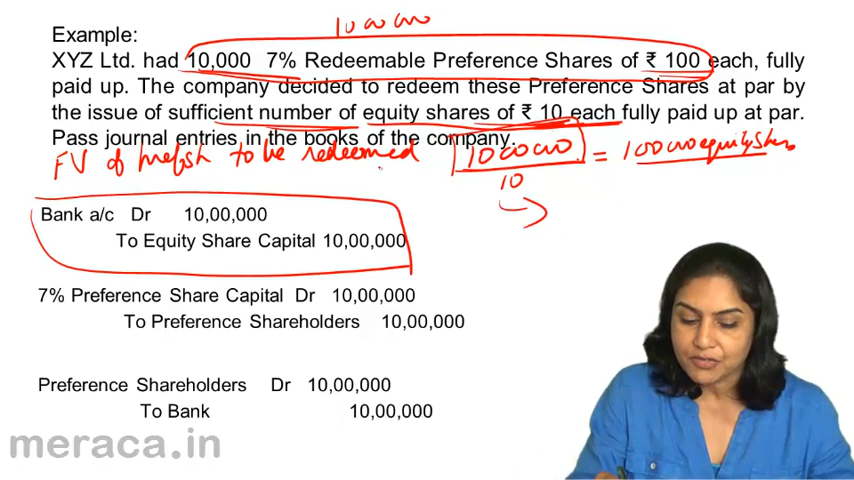 1000000
Example:
XYZ Ltd. had 10,000 7% Redeemable Preference Shares of ₹ 100 each, fully
paid up. The company decided to redeem these Preference Shares at par by
the issue of sufficient number of equity shares of ₹ 10 each fully paid up at par.
Pass journal entries in the books of the company.
FV of prefsh to be redeemed 1000000 = 100000 equity shares
10
Bank a/c Dr 10,00,000
To Equity Share Capital 10,00,000
7% Preference Share Capital Dr 10,00,000
To Preference Shareholders 10,00,000
Preference Shareholders Dr 10,00,000
To Bank 10,00,000
meraca.in